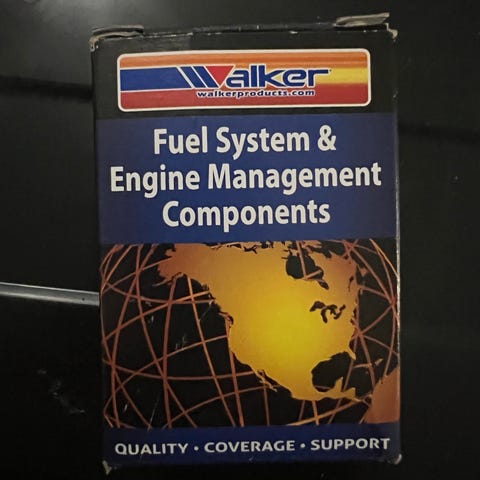 Walker
walkerproducts.com
Fuel System &
Engine Management
Components
QUALITY • COVERAGE • SUPPORT